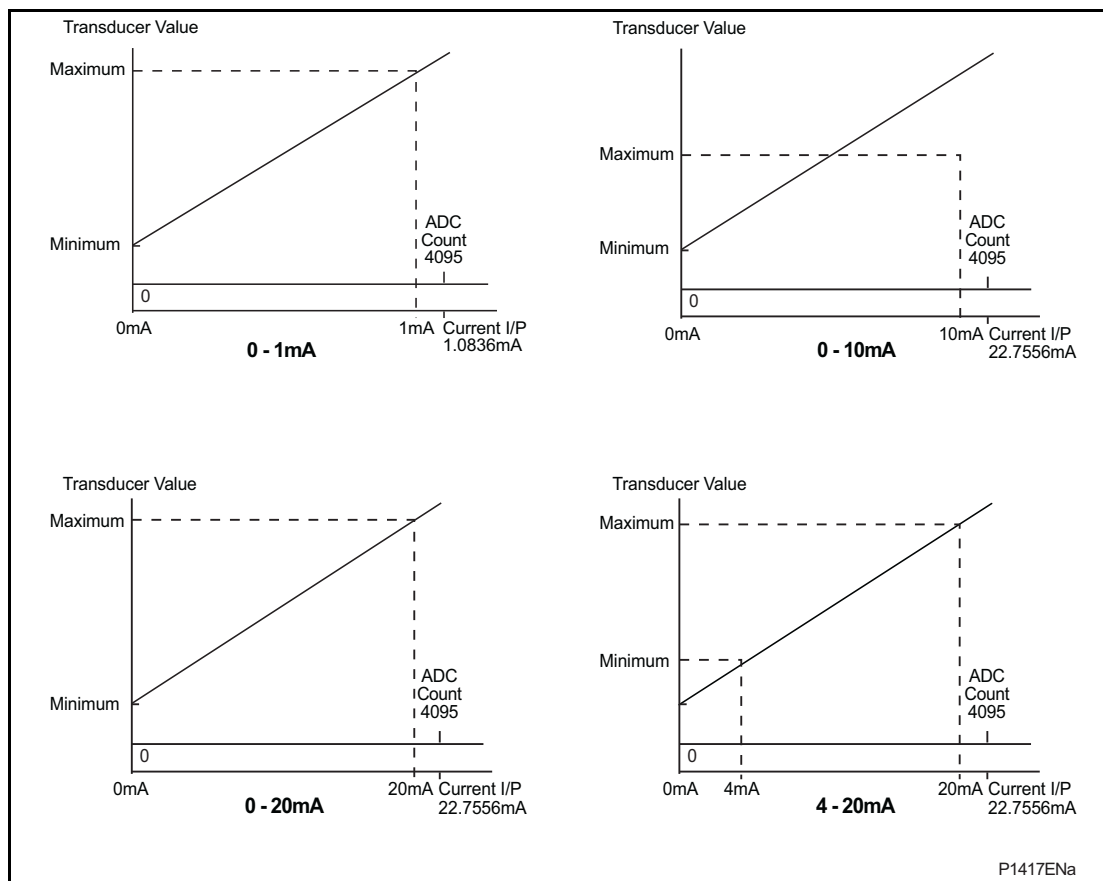 Transducer Value
Maximum
Minimum
ADC
Count
4095
0
0mA
1mA
Current I/P
1.0836mA
0 - 1mA
Transducer Value
Maximum
Minimum
ADC
Count
4095
0
0mA
10mA
Current I/P
22.7556mA
0 - 10mA
Transducer Value
Maximum
Minimum
ADC
Count
4095
0
0mA
20mA
Current I/P
22.7556mA
0 - 20mA
Transducer Value
Maximum
Minimum
ADC
Count
4095
0
0mA
4mA
20mA
Current I/P
22.7556mA
4 - 20mA
P1417ENa